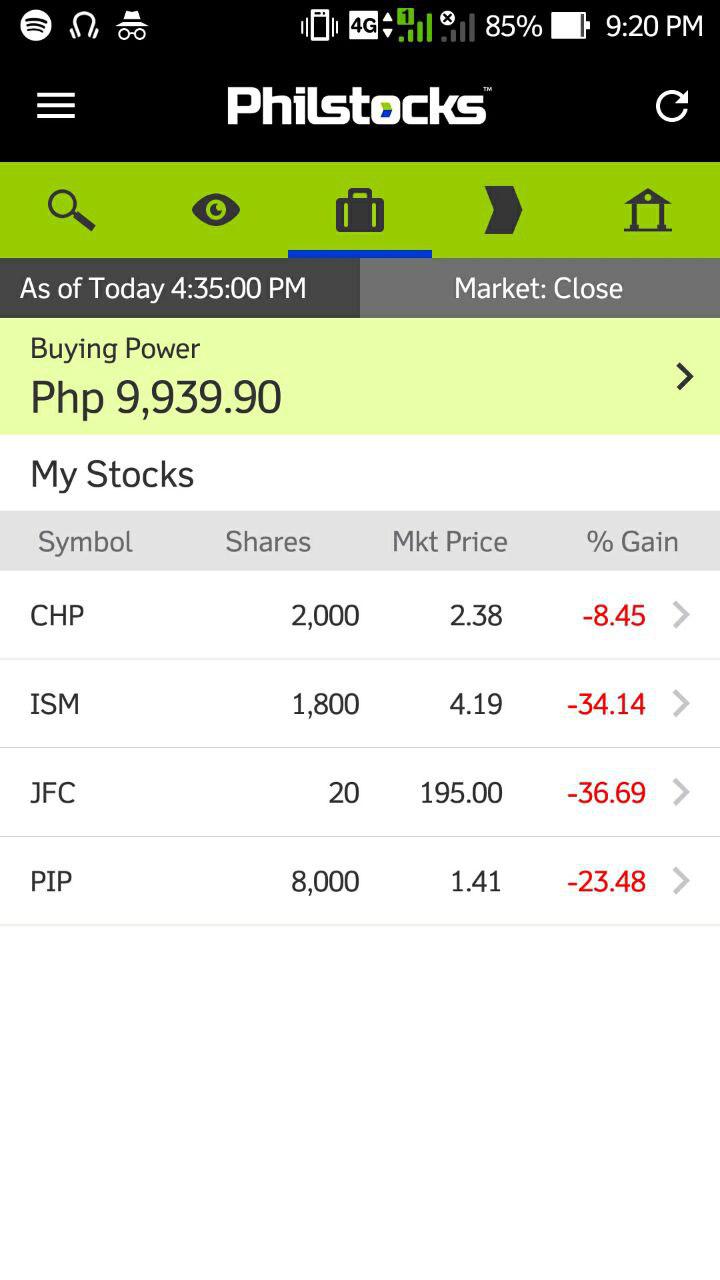 4G 1 85% 9:20 PM
Philstocks™
As of Today 4:35:00 PM Market: Close
Buying Power
Php 9,939.90
My Stocks
Symbol Shares Mkt Price % Gain
CHP 2,000 2.38 -8.45
ISM 1,800 4.19 -34.14
JFC 20 195.00 -36.69
PIP 8,000 1.41 -23.48